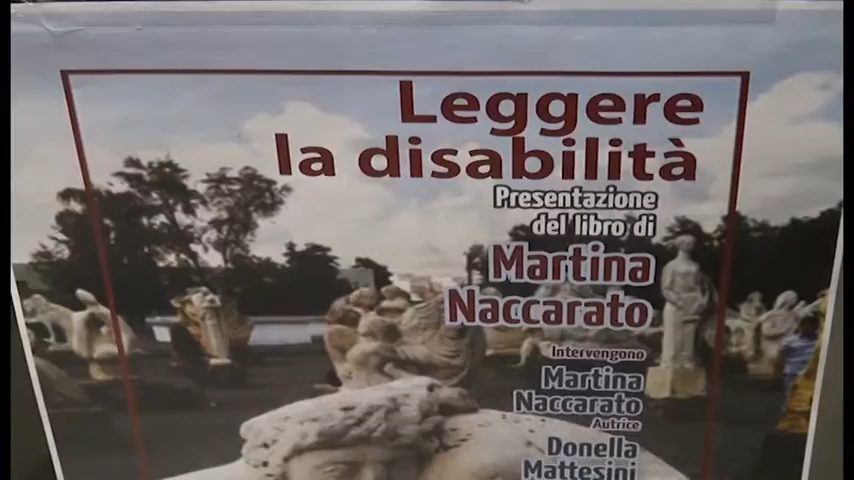 Leggere
la disabilità
Presentazione
del libro di
Martina
Naccarato
Intervengono
Martina
Naccarato
Autrice
Donella
Mattesini